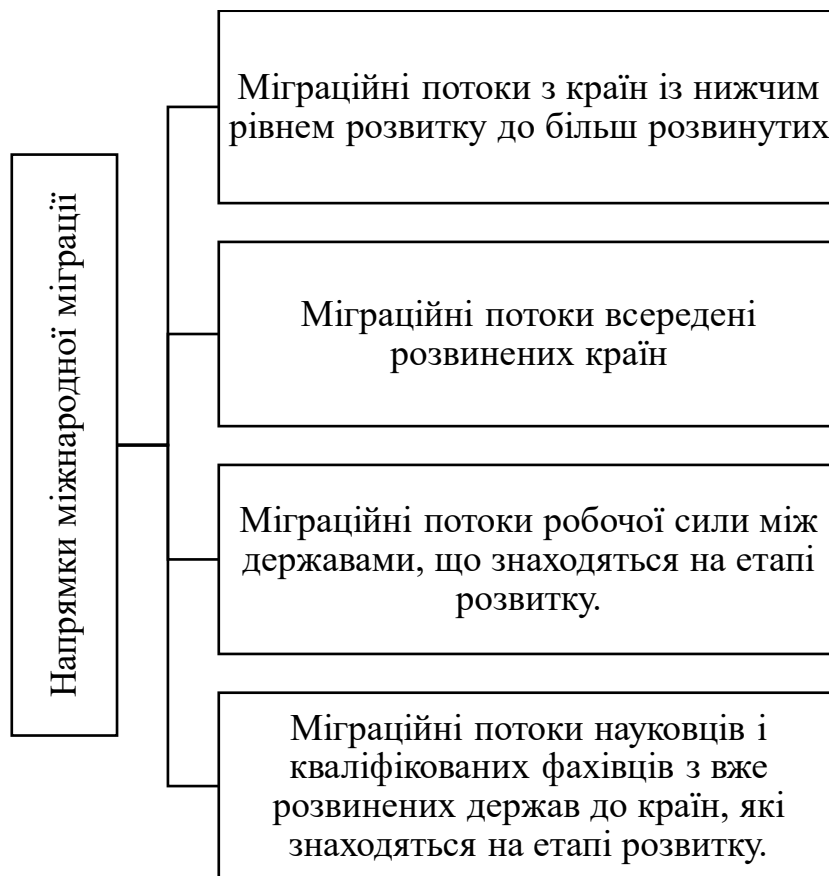 Напрямки міжнародної міграції
Міграційні потоки з країн із нижчим
рівнем розвитку до більш розвинутих
Міграційні потоки всередені
розвинених країн
Міграційні потоки робочої сили між
державами, що знаходяться на етапі
розвитку.
Міграційні потоки науковців і
кваліфікованих фахівців з вже
розвинених держав до країн, які
знаходяться на етапі розвитку.